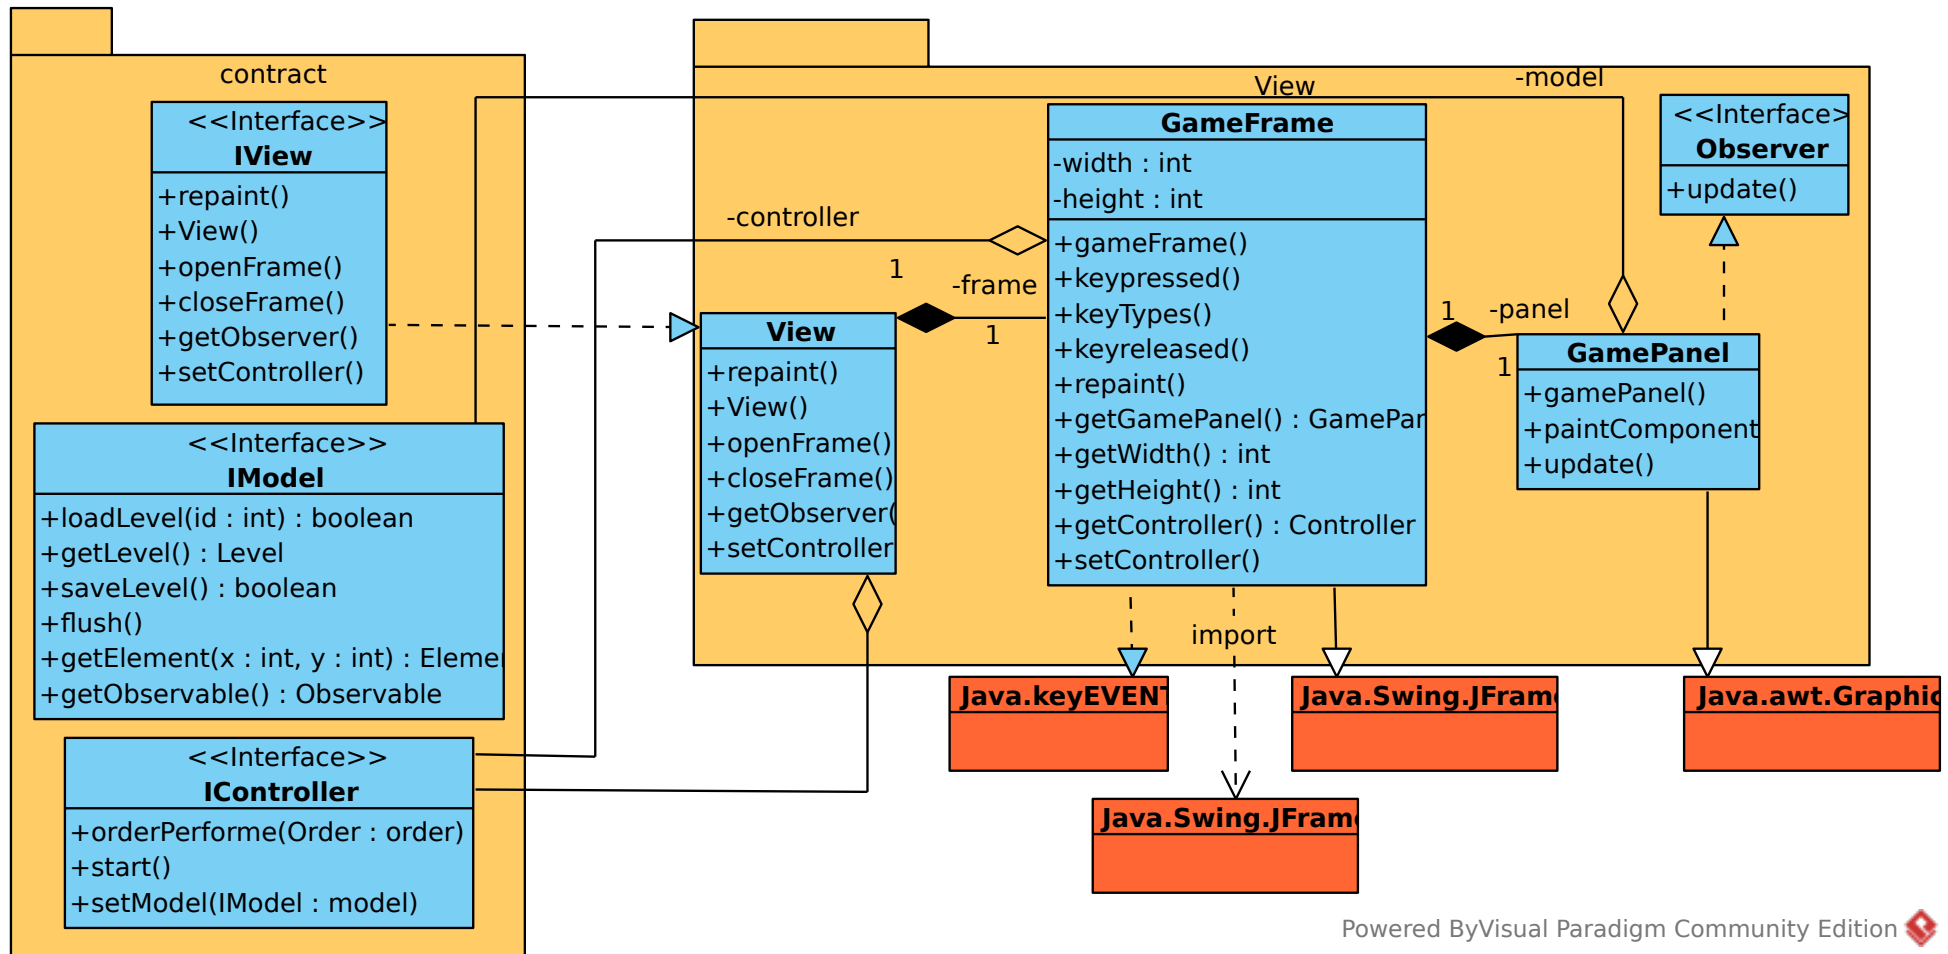 contract
<<Interface>>
IView
+repaint()
+View()
+openFrame()
+closeFrame()
+getObserver()
+setController()
<<Interface>>
IModel
+loadLevel(id : int) : boolean
+getLevel() : Level
+saveLevel() : boolean
+flush()
+getElement(x : int, y : int) : Elemer
+getObservable() : Observable
<<Interface>>
IController
+orderPerforme(Order : order)
+start()
+setModel(IModel : model)
View
-model
-controller
1
-frame
1
View
+repaint()
+View()
+openFrame()
+closeFrame()
+getObserver(
+setController
GameFrame
-width : int
-height : int
+gameFrame()
+keypressed()
+keyTypes()
+keyreleased()
+repaint()
+getGamePanel() : GamePar
+getWidth() : int
+getHeight() : int
+getController() : Controller
+setController()
1
-panel
1
<<Interface>
Observer
+update()
GamePanel
+gamePanel()
+paintComponent
+update()
import
Java.keyEVENT
Java.Swing.JFrame
Java.awt.Graphic
Java.Swing.JFrame
Powered ByVisual Paradigm Community Edition